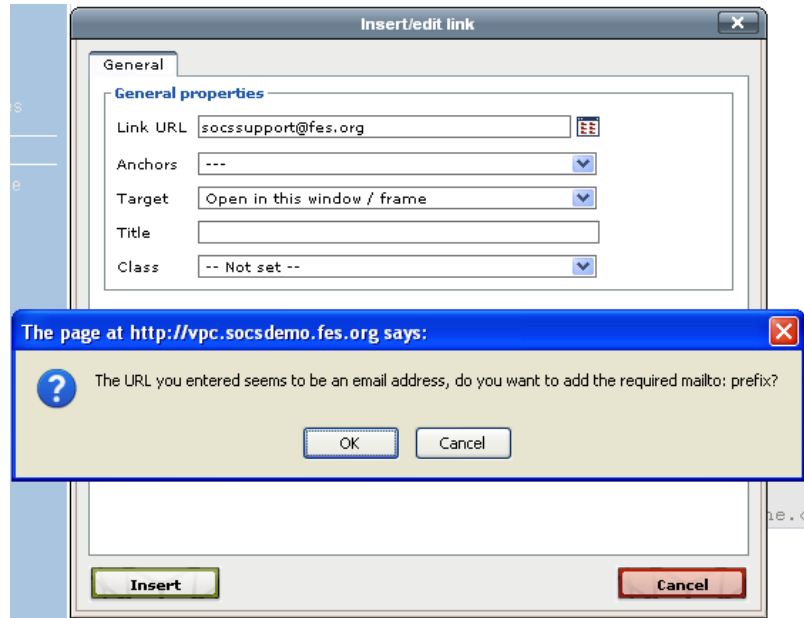 Insert/edit link
General
General properties
Link URL socssupport@fes.org
Anchors ---
Target Open in this window / frame
Title
Class -- Not set --
The page at http://vpc.socsdemo.fes.org says:
The URL you entered seems to be an email address, do you want to add the required mailto: prefix?
OK Cancel
Insert Cancel